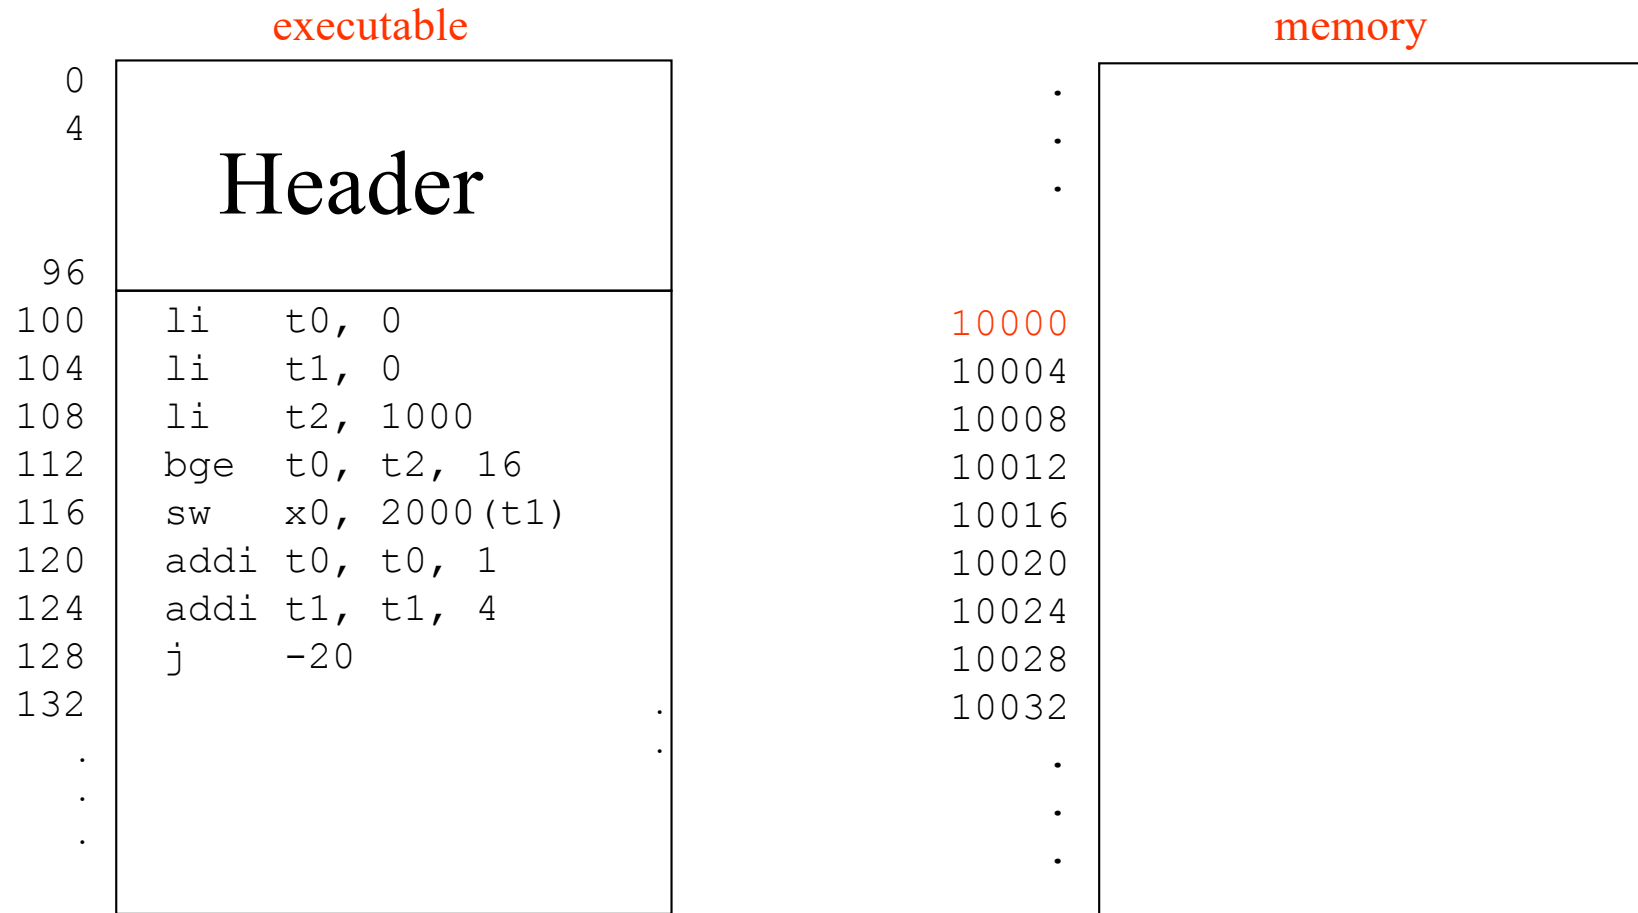 executable
0
4
Header
96
100 li t0, 0
104 li t1, 0
108 li t2, 1000
112 bge t0, t2, 16
116 sw x0, 2000(t1)
120 addi t0, t0, 1
124 addi t1, t1, 4
128 j -20
132 .
. .
.
.
memory
.
.
.
10000
10004
10008
10012
10016
10020
10024
10028
10032
.
.
.